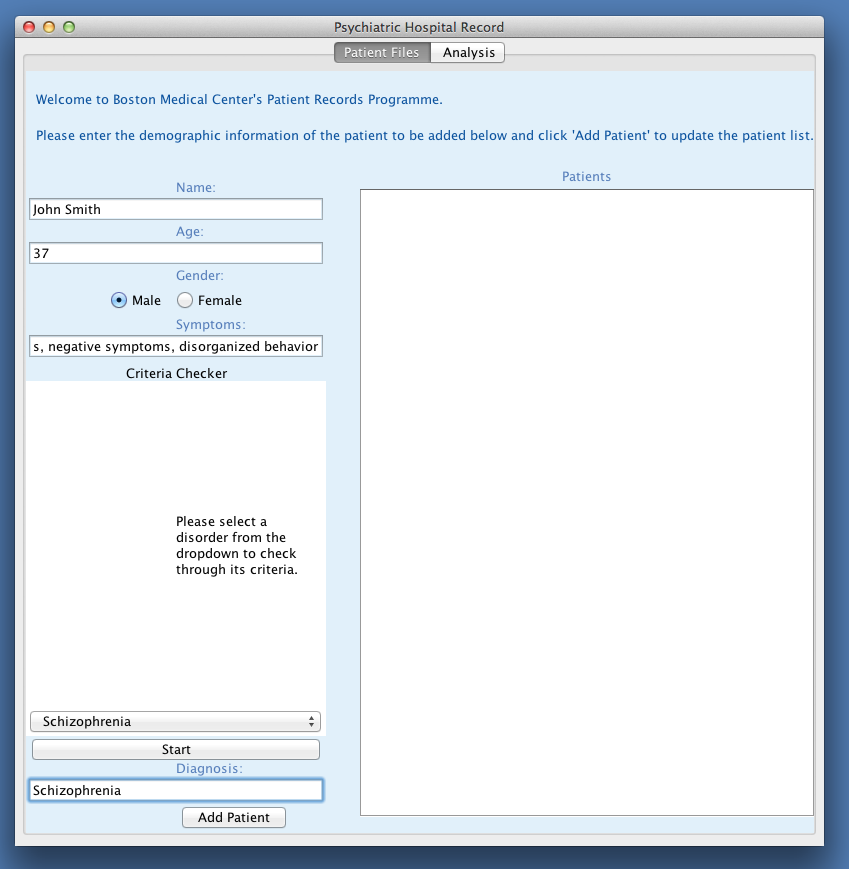 Psychiatric Hospital Record
Patient Files Analysis
Welcome to Boston Medical Center's Patient Records Programme.
Please enter the demographic information of the patient to be added below and click 'Add Patient' to update the patient list.
Patients
Name:
John Smith
Age:
37
Gender:
Male Female
Symptoms:
s, negative symptoms, disorganized behavior
Criteria Checker
Please select a
disorder from the
dropdown to check
through its criteria.
Schizophrenia
Start
Diagnosis:
Schizophrenia
Add Patient